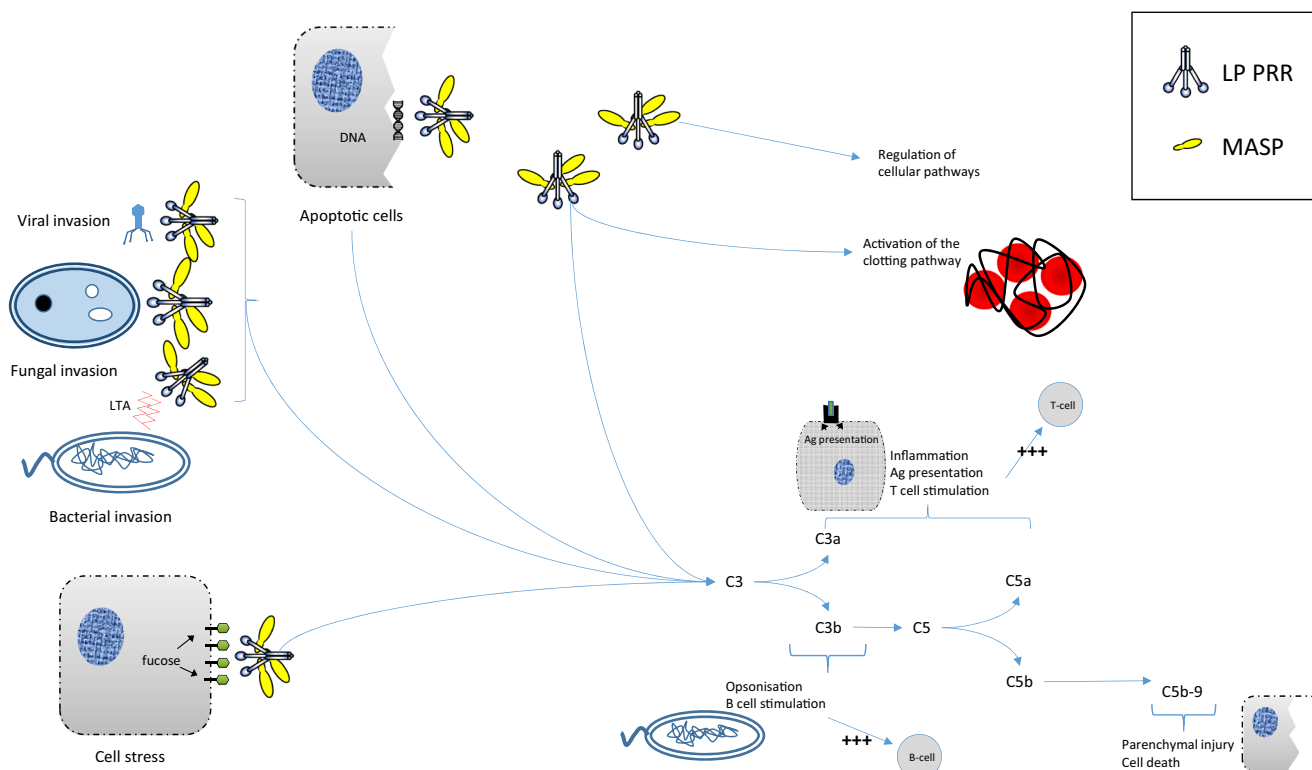 LP PRR
MASP
DNA
Apoptotic cells
Regulation of
cellular pathways
Viral invasion
Activation of the
clotting pathway
Fungal invasion
LTA
Bacterial invasion
T-cell
Ag presentation
+++
Inflammation
Ag presentation
T cell stimulation
C3a
C3
C5a
C3b
C5
fucose
C5b
C5b-9
Opsonisation
B cell stimulation
+++
B-cell
Cell stress
Parenchymal injury
Cell death